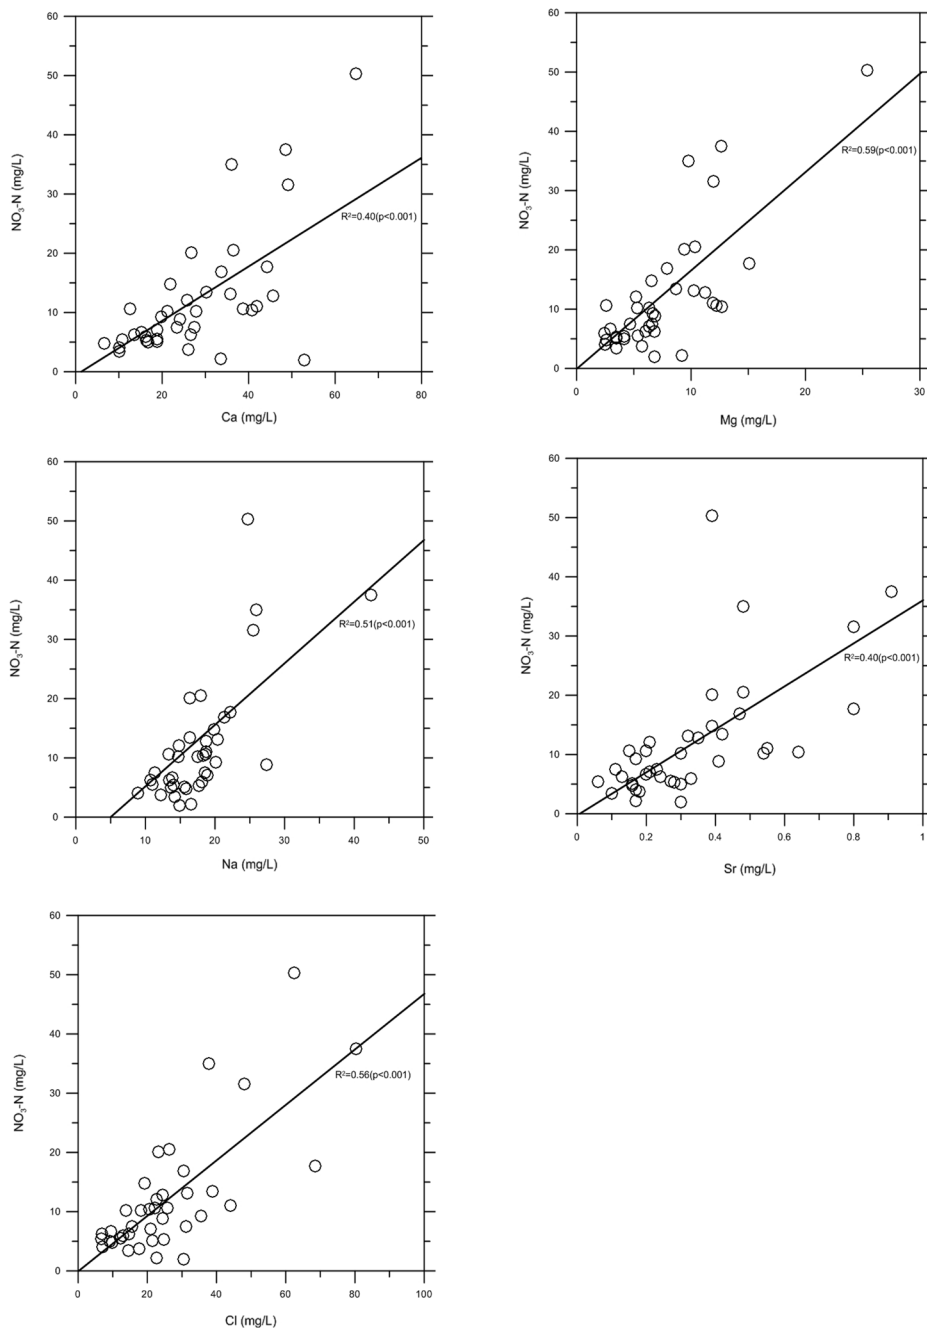 60
50
40
30
20
10
0
NO₃-N (mg/L)
R²=0.40(p<0.001)
0 20 40 60 80
Ca (mg/L)
60
50
40
30
20
10
0
NO₃-N (mg/L)
R²=0.59(p<0.001)
0 10 20 30
Mg (mg/L)
60
50
40
30
20
10
0
NO₃-N (mg/L)
R²=0.51(p<0.001)
0 10 20 30 40 50
Na (mg/L)
60
50
40
30
20
10
0
NO₃-N (mg/L)
R²=0.40(p<0.001)
0 0.2 0.4 0.6 0.8 1
Sr (mg/L)
60
50
40
30
20
10
0
NO₃-N (mg/L)
R²=0.56(p<0.001)
0 20 40 60 80 100
Cl (mg/L)